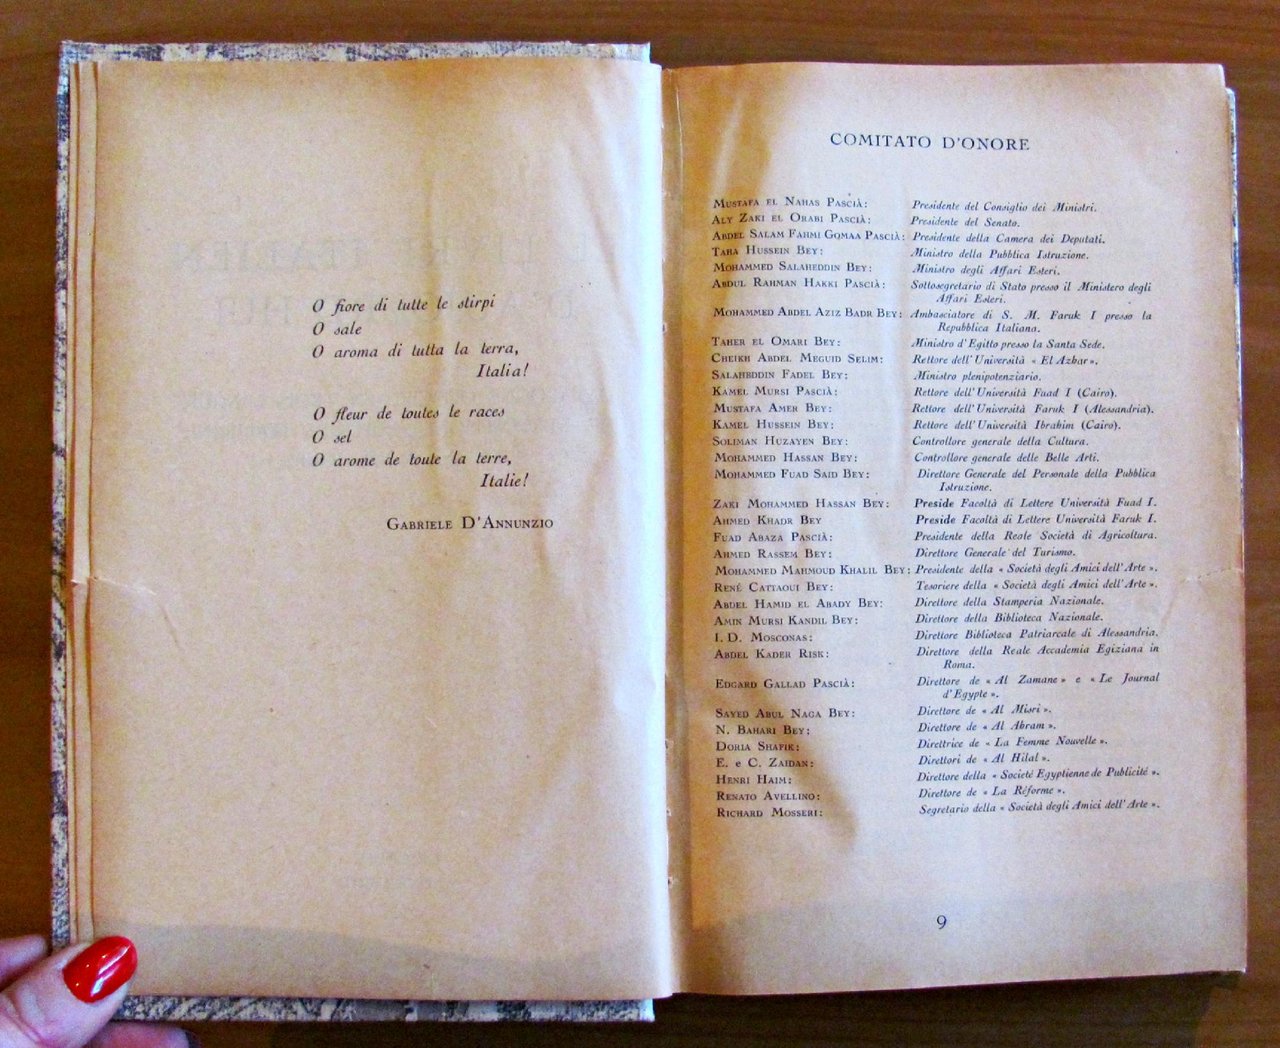 O fiore di tutte le stirpi
O sale
O aroma di tutta la terra,
Italia!
O fleur de toutes le races
O sel
O arome de toute la terre,
Italie!
GABRIELE D'ANNUNZIO
COMITATO D'ONORE
MUSTAFA EL NAHAS PASCIÀ: Presidente del Consiglio dei Ministri.
ALY ZAKI EL ORABI PASCIÀ: Presidente del Senato.
ABDEL SALAM FAHMI GOMAA PASCIÀ: Presidente della Camera dei Deputati.
TAHA HUSSEIN BEY: Ministro della Pubblica Istruzione.
MOHAMMED SALAHEDDIN BEY: Ministro degli Affari Esteri.
ABDUL RAHMAN HAKKI PASCIÀ: Sottosegretario di Stato presso il Ministero degli
Affari Esteri.
MOHAMMED ABDEL AZIZ BADR BEY: Ambasciatore di S. M. Faruk I presso la
Repubblica Italiana.
TAHER EL OMARI BEY: Ministro d'Egitto presso la Santa Sede.
CHEIKH ABDEL MEGUID SELIM: Rettore dell'Università « El Azhar ».
SALAHEDDIN FADEL BEY: Ministro plenipotenziario.
KAMEL MURSI PASCIÀ: Rettore dell'Università Fuad I (Cairo).
MUSTAFA AMER BEY: Rettore dell'Università Faruk I (Alessandria).
KAMEL HUSSEIN BEY: Rettore dell'Università Ibrahim (Cairo).
SOLIMAN HUZAYEN BEY: Controllore generale della Cultura.
MOHAMMED HASSAN BEY: Controllore generale delle Belle Arti.
MOHAMMED FUAD SAID BEY: Direttore Generale del Personale della Pubblica
Istruzione.
ZAKI MOHAMMED HASSAN BEY: Preside Facoltà di Lettere Università Fuad I.
AHMED KHADR BEY Preside Facoltà di Lettere Università Faruk I.
FUAD ABAZA PASCIÀ: Presidente della Reale Società di Agricoltura.
AHMED RASSEM BEY: Direttore Generale del Turismo.
MOHAMMED MAHMOUD KHALIL BEY: Presidente della « Società degli Amici dell'Arte ».
RENÉ CATTAOUI BEY: Tesoriere della « Società degli Amici dell'Arte ».
ABDEL HAMID EL ABADY BEY: Direttore della Stamperia Nazionale.
AMIN MURSI KANDIL BEY: Direttore della Biblioteca Nazionale.
I. D. MOSCONAS: Direttore Biblioteca Patriarcale di Alessandria.
ABDEL KADER RISK: Direttore della Reale Accademia Egiziana in
Roma.
EDGARD GALLAD PASCIÀ: Direttore de « Al Zamane » e « Le Journal
d'Egypte ».
SAYED ABUL NAGA BEY: Direttore de « Al Misri ».
N. BAHARI BEY: Direttore de « Al Ahram ».
DORIA SHAFIK: Direttrice de « La Femme Nouvelle ».
E. e C. ZAIDAN: Direttori de « Al Hilal ».
HENRI HAIM: Direttore della « Societé Egyptienne de Publicité ».
RENATO AVELLINO: Direttore de « La Réforme ».
RICHARD MOSSERI: Segretario della « Società degli Amici dell'Arte ».
9